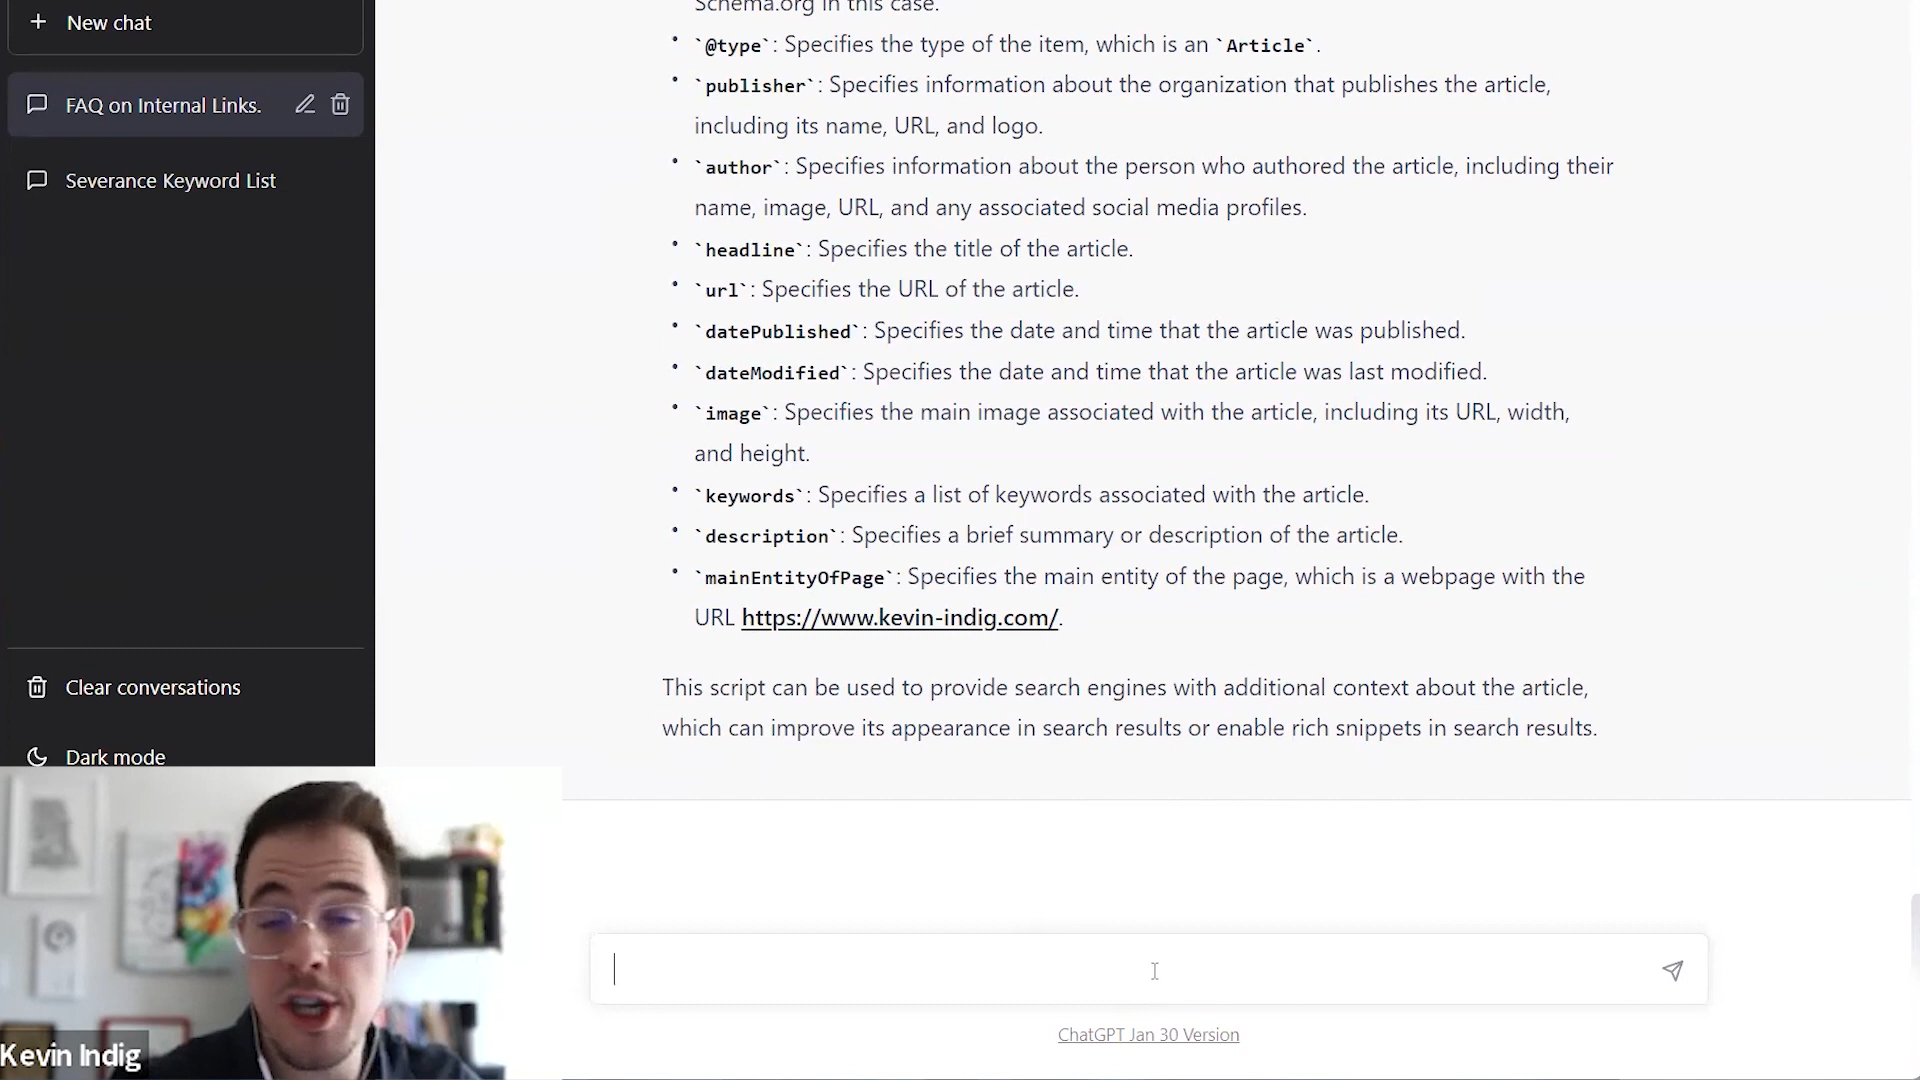 New chat
FAQ on Internal Links.
Severance Keyword List
Clear conversations
Dark mode
Schema.org in this case.
• `@type`: Specifies the type of the item, which is an `Article`.
• `publisher`: Specifies information about the organization that publishes the article,
including its name, URL, and logo.
• `author`: Specifies information about the person who authored the article, including their
name, image, URL, and any associated social media profiles.
• `headline`: Specifies the title of the article.
• `url`: Specifies the URL of the article.
• `datePublished`: Specifies the date and time that the article was published.
• `dateModified`: Specifies the date and time that the article was last modified.
• `image`: Specifies the main image associated with the article, including its URL, width,
and height.
• `keywords`: Specifies a list of keywords associated with the article.
• `description`: Specifies a brief summary or description of the article.
• `mainEntityOfPage`: Specifies the main entity of the page, which is a webpage with the
URL https://www.kevin-indig.com/.
This script can be used to provide search engines with additional context about the article,
which can improve its appearance in search results or enable rich snippets in search results.
ChatGPT Jan 30 Version
Kevin Indig